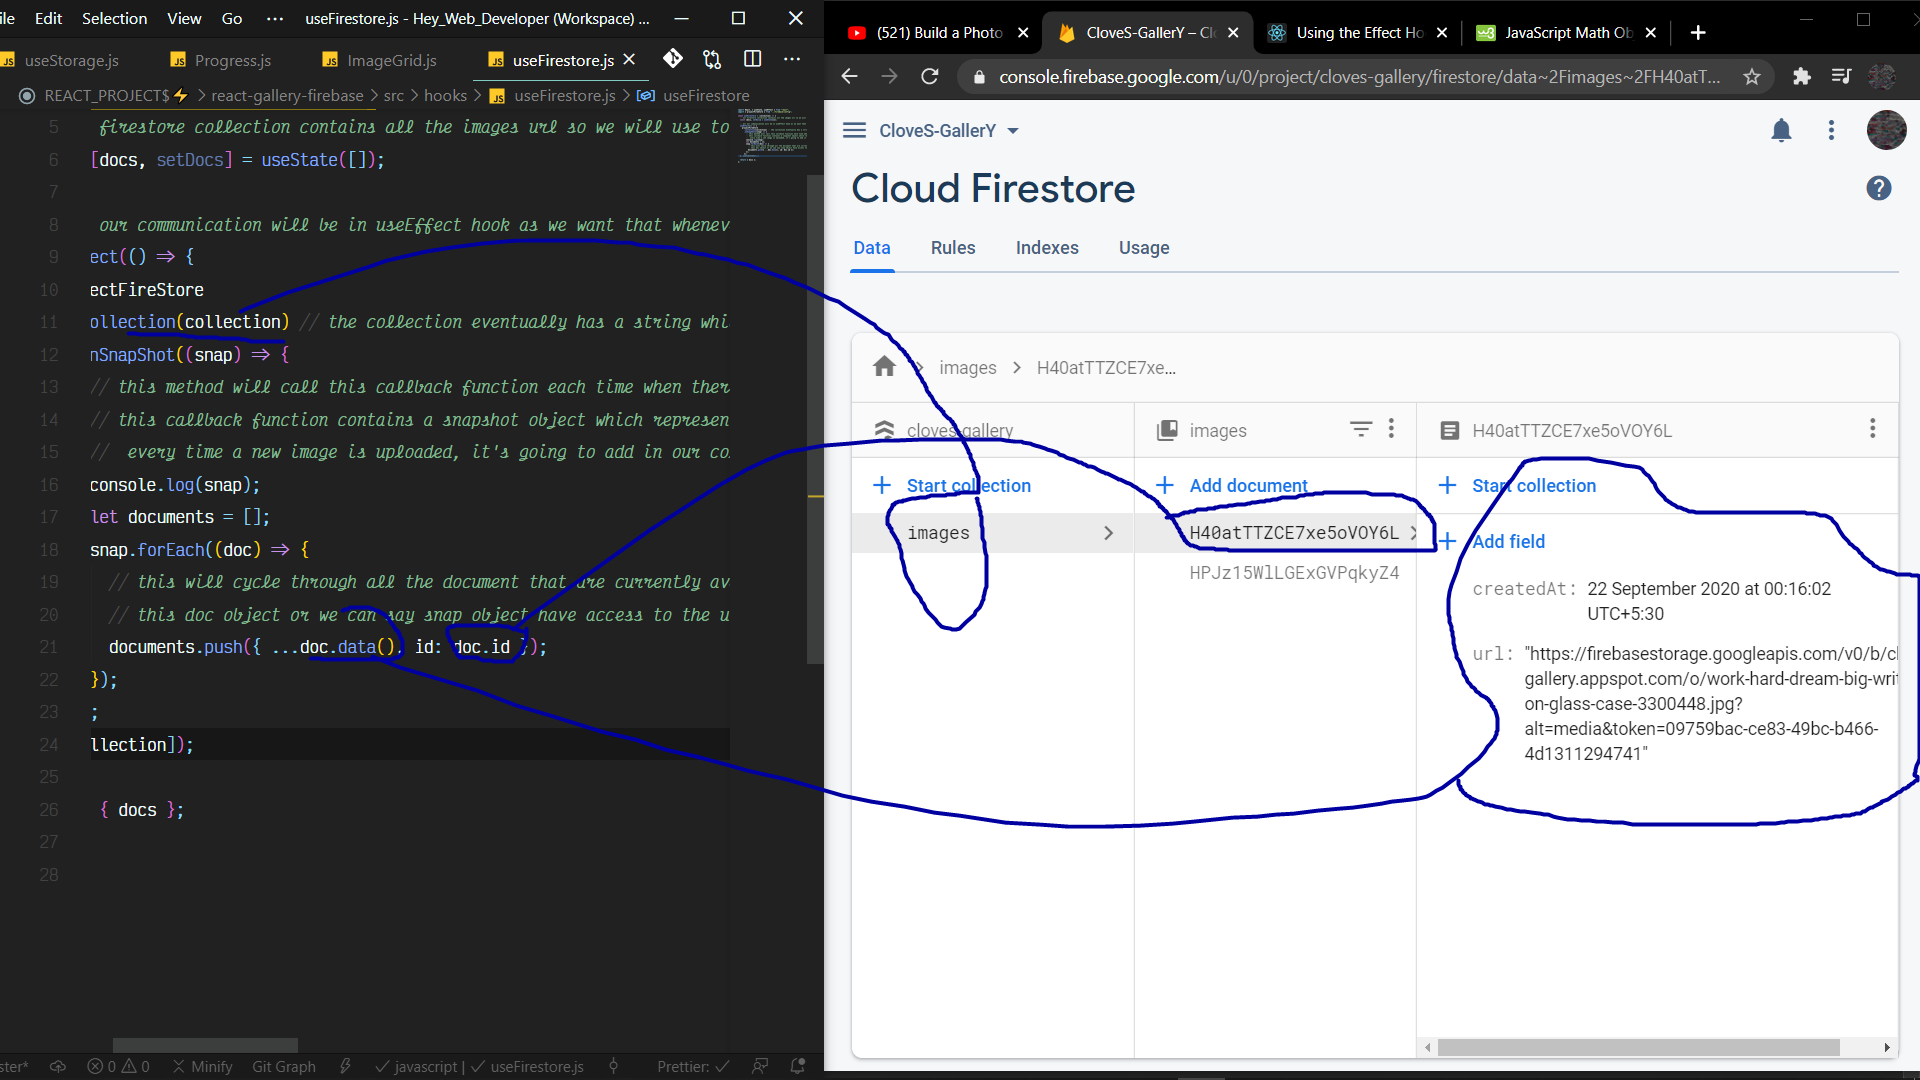 ile Edit Selection View Go ··· useFirestore.js - Hey_Web_Developer (Workspace) ...
useStorage.js Progress.js ImageGrid.js useFirestore.js
REACT_PROJECT$⚡ > react-gallery-firebase > src > hooks > useFirestore.js > useFirestore
5 firestore collection contains all the images url so we will use to
6 [docs, setDocs] = useState([]);
7
8 our communication will be in useEffect hook as we want that whenev
9 ect(() => {
10 ectFireStore
11 ollection(collection) // the collection eventually has a string whi
12 nSnapShot((snap) => {
13 // this method will call this callback function each time when ther
14 // this callback function contains a snapshot object which represen
15 // every time a new image is uploaded, it's going to add in our co
16 console.log(snap);
17 let documents = [];
18 snap.forEach((doc) => {
19 // this will cycle through all the document that are currently av
20 // this doc object or we can say snap object have access to the u
21 documents.push({ ...doc.data(), id: doc.id });
22 });
23 ;
24 llection]);
25
26 { docs };
27
28
ster* 0 0 Minify Git Graph javascript | useFirestore.js Prettier:
(521) Build a Photo CloveS-GallerY – Cl Using the Effect Ho JavaScript Math Ob
console.firebase.google.com/u/0/project/cloves-gallery/firestore/data~2Fimages~2FH40atT...
CloveS-GallerY
Cloud Firestore
Data Rules Indexes Usage
images > H40atTTZCE7xe...
cloves-gallery images H40atTTZCE7xe5oVOY6L
Start collection Add document Start collection
images H40atTTZCE7xe5oVOY6L Add field
HPJz15WlLGExGVPqkyZ4
createdAt: 22 September 2020 at 00:16:02
UTC+5:30
url: "https://firebasestorage.googleapis.com/v0/b/cl
gallery.appspot.com/o/work-hard-dream-big-writ
on-glass-case-3300448.jpg?
alt=media&token=09759bac-ce83-49bc-b466-
4d1311294741"